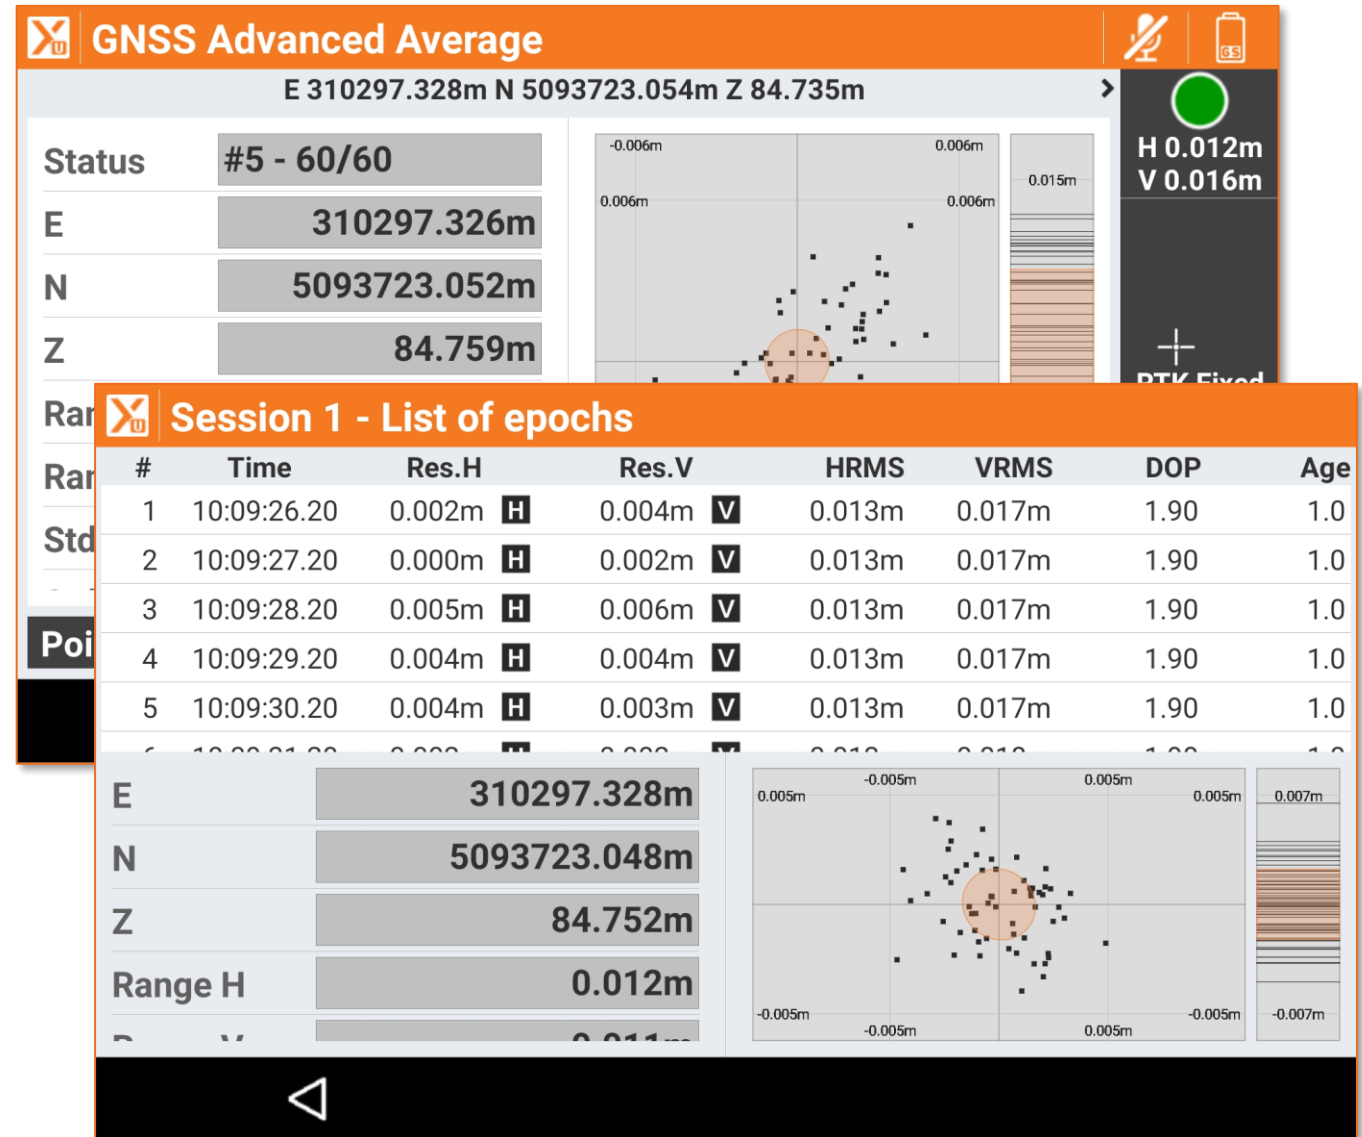 GNSS Advanced Average
GS
E 310297.328m N 5093723.054m Z 84.735m
H 0.012m
V 0.016m
Status #5 - 60/60
E 310297.326m
N 5093723.052m
Z 84.759m
-0.006m 0.006m
0.006m 0.006m
0.015m
RTK Fixed
Ran
Ran
Std
Poi
Session 1 - List of epochs
# Time Res.H Res.V HRMS VRMS DOP Age
1 10:09:26.20 0.002m H 0.004m V 0.013m 0.017m 1.90 1.0
2 10:09:27.20 0.000m H 0.002m V 0.013m 0.017m 1.90 1.0
3 10:09:28.20 0.005m H 0.006m V 0.013m 0.017m 1.90 1.0
4 10:09:29.20 0.004m H 0.004m V 0.013m 0.017m 1.90 1.0
5 10:09:30.20 0.004m H 0.003m V 0.013m 0.017m 1.90 1.0
E 310297.328m
N 5093723.048m
Z 84.752m
Range H 0.012m
-0.005m 0.005m
0.005m 0.005m
0.007m
-0.005m -0.005m
-0.005m 0.005m
-0.007m